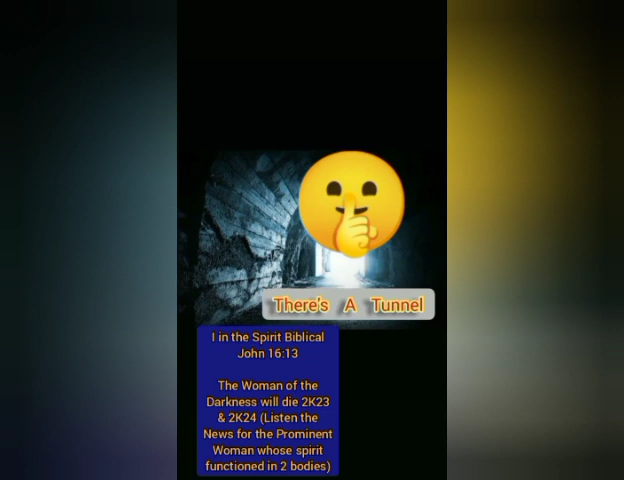 There's A Tunnel
I in the Spirit Biblical
John 16:13
The Woman of the
Darkness will die 2K23
& 2K24 (Listen the
News for the Prominent
Woman whose spirit
functioned in 2 bodies)